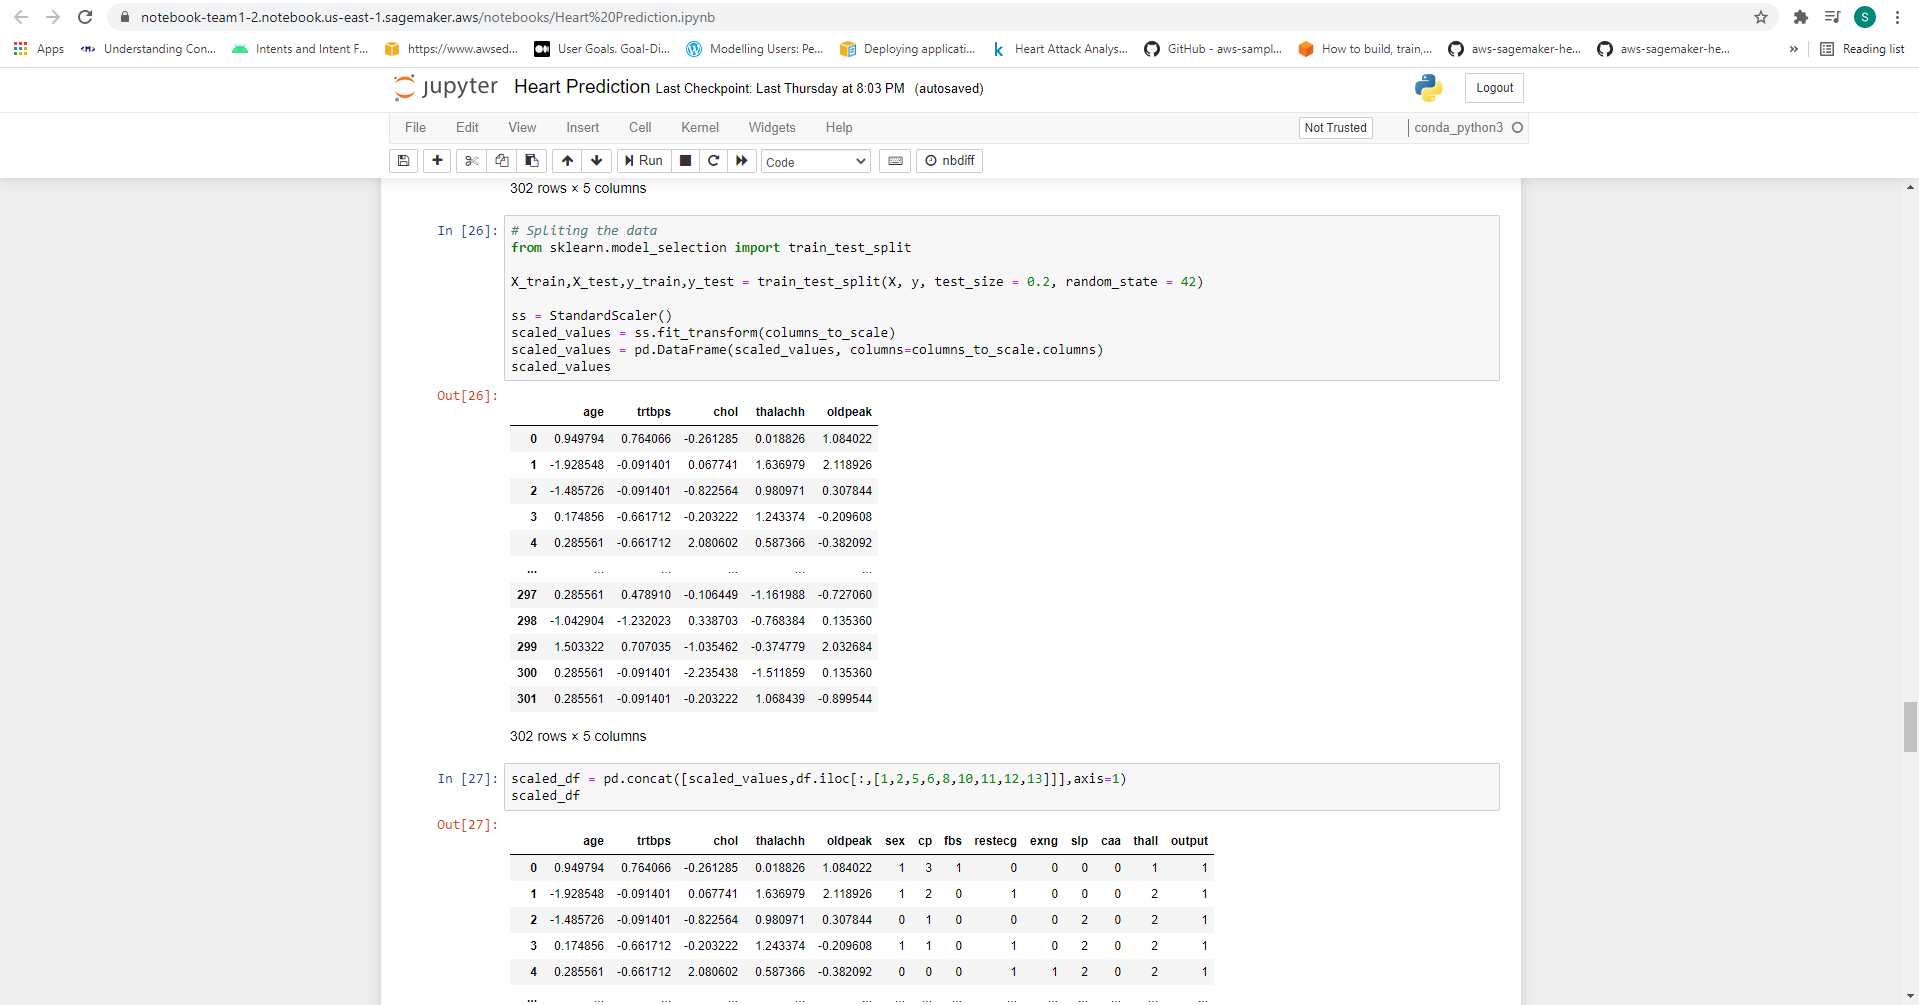 notebook-team1-2.notebook.us-east-1.sagemaker.aws/notebooks/Heart%20Prediction.ipynb
S
Apps Understanding Con... Intents and Intent F... https://www.awsed... User Goals. Goal-Di... Modelling Users: Pe... Deploying applicati... k Heart Attack Analys... GitHub - aws-sampl... How to build, train,... aws-sagemaker-he... aws-sagemaker-he... » Reading list
jupyter Heart Prediction Last Checkpoint: Last Thursday at 8:03 PM (autosaved) Logout
File Edit View Insert Cell Kernel Widgets Help Not Trusted conda_python3
Run Code nbdiff
302 rows × 5 columns
In [26]: # Spliting the data
from sklearn.model_selection import train_test_split
X_train,X_test,y_train,y_test = train_test_split(X, y, test_size = 0.2, random_state = 42)
ss = StandardScaler()
scaled_values = ss.fit_transform(columns_to_scale)
scaled_values = pd.DataFrame(scaled_values, columns=columns_to_scale.columns)
scaled_values
Out[26]:
age trtbps chol thalachh oldpeak
0 0.949794 0.764066 -0.261285 0.018826 1.084022
1 -1.928548 -0.091401 0.067741 1.636979 2.118926
2 -1.485726 -0.091401 -0.822564 0.980971 0.307844
3 0.174856 -0.661712 -0.203222 1.243374 -0.209608
4 0.285561 -0.661712 2.080602 0.587366 -0.382092
... ... ... ... ... ...
297 0.285561 0.478910 -0.106449 -1.161988 -0.727060
298 -1.042904 -1.232023 0.338703 -0.768384 0.135360
299 1.503322 0.707035 -1.035462 -0.374779 2.032684
300 0.285561 -0.091401 -2.235438 -1.511859 0.135360
301 0.285561 -0.091401 -0.203222 1.068439 -0.899544
302 rows × 5 columns
In [27]: scaled_df = pd.concat([scaled_values,df.iloc[:,[1,2,5,6,8,10,11,12,13]]],axis=1)
scaled_df
Out[27]:
age trtbps chol thalachh oldpeak sex cp fbs restecg exng slp caa thall output
0 0.949794 0.764066 -0.261285 0.018826 1.084022 1 3 1 0 0 0 0 1 1
1 -1.928548 -0.091401 0.067741 1.636979 2.118926 1 2 0 1 0 0 0 2 1
2 -1.485726 -0.091401 -0.822564 0.980971 0.307844 0 1 0 0 0 2 0 2 1
3 0.174856 -0.661712 -0.203222 1.243374 -0.209608 1 1 0 1 0 2 0 2 1
4 0.285561 -0.661712 2.080602 0.587366 -0.382092 0 0 0 1 1 2 0 2 1
... ... ... ... ... ... ... ... ... ... ... ... ... ... ...